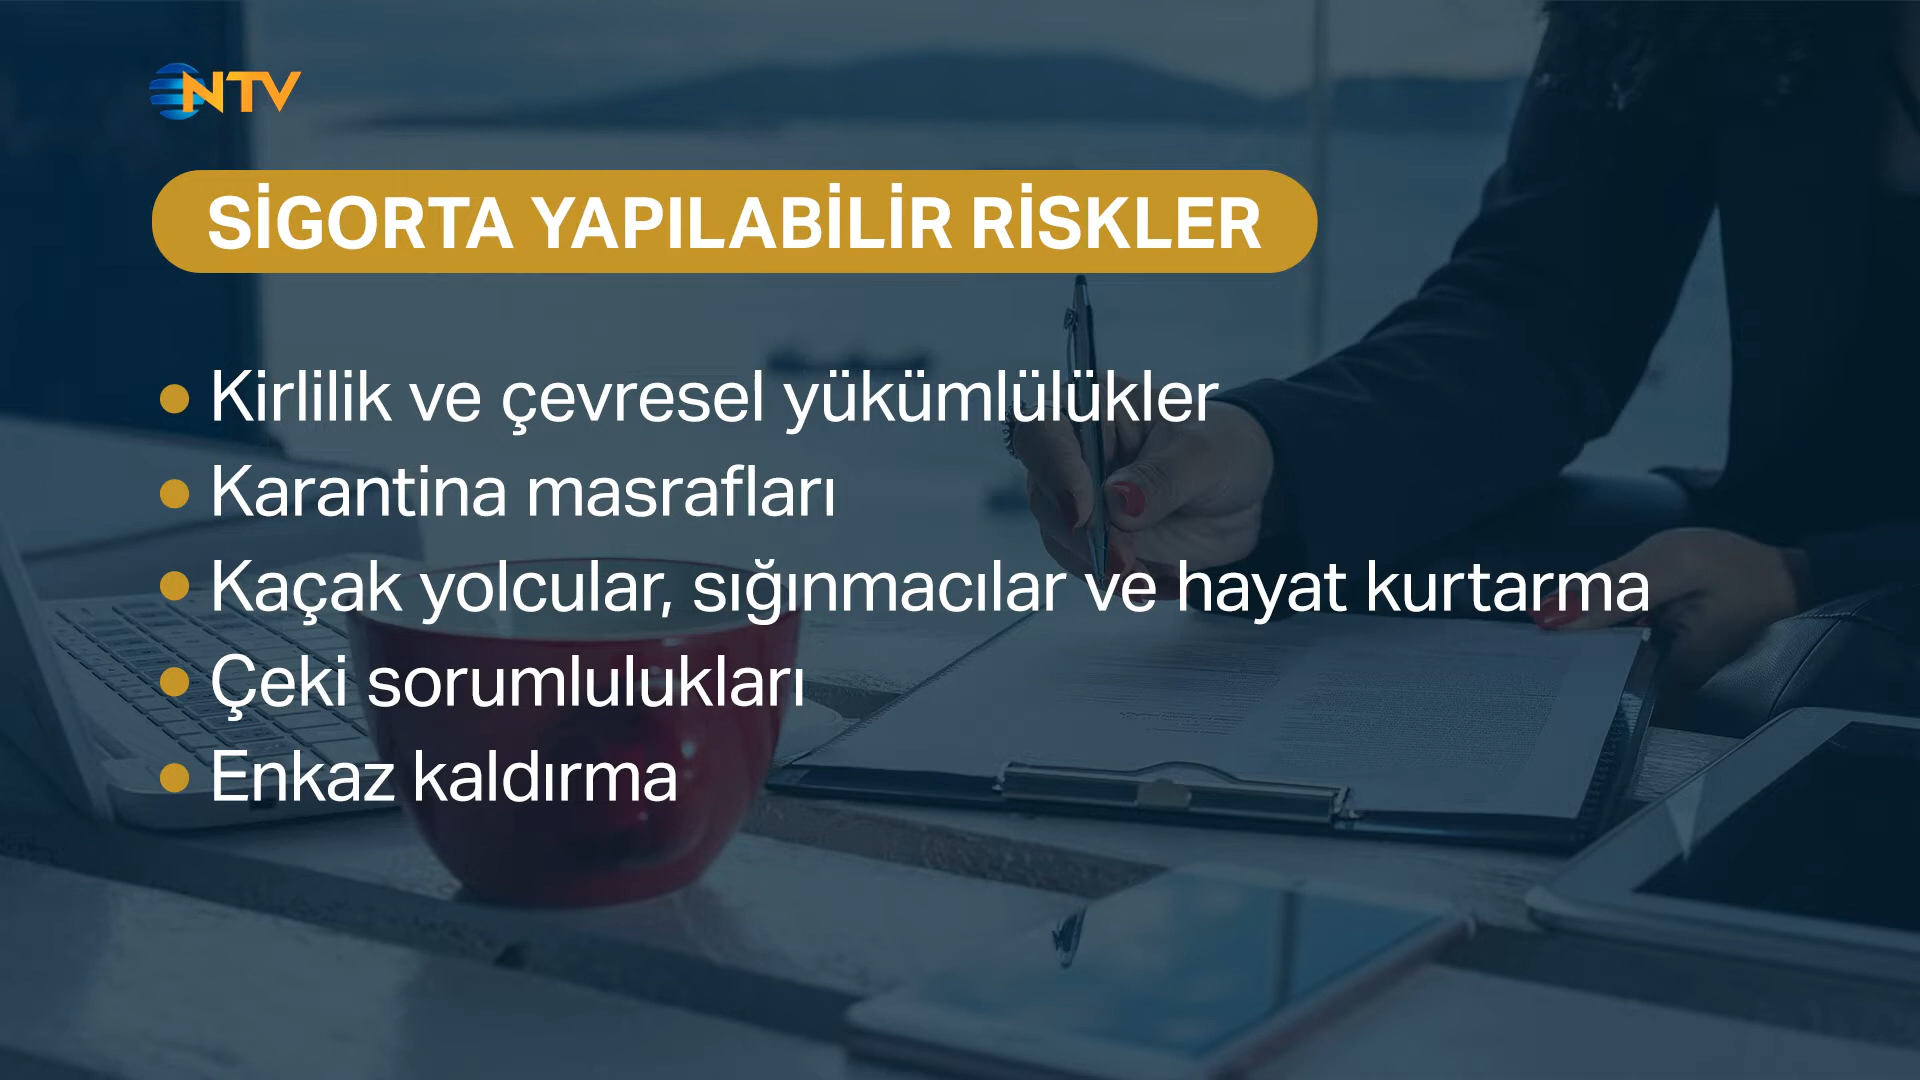 NTV
SİGORTA YAPILABİLİR RİSKLER
Kirlilik ve çevresel yükümlülükler
Karantina masrafları
Kaçak yolcular, sığınmacılar ve hayat kurtarma
Çeki sorumlulukları
Enkaz kaldırma